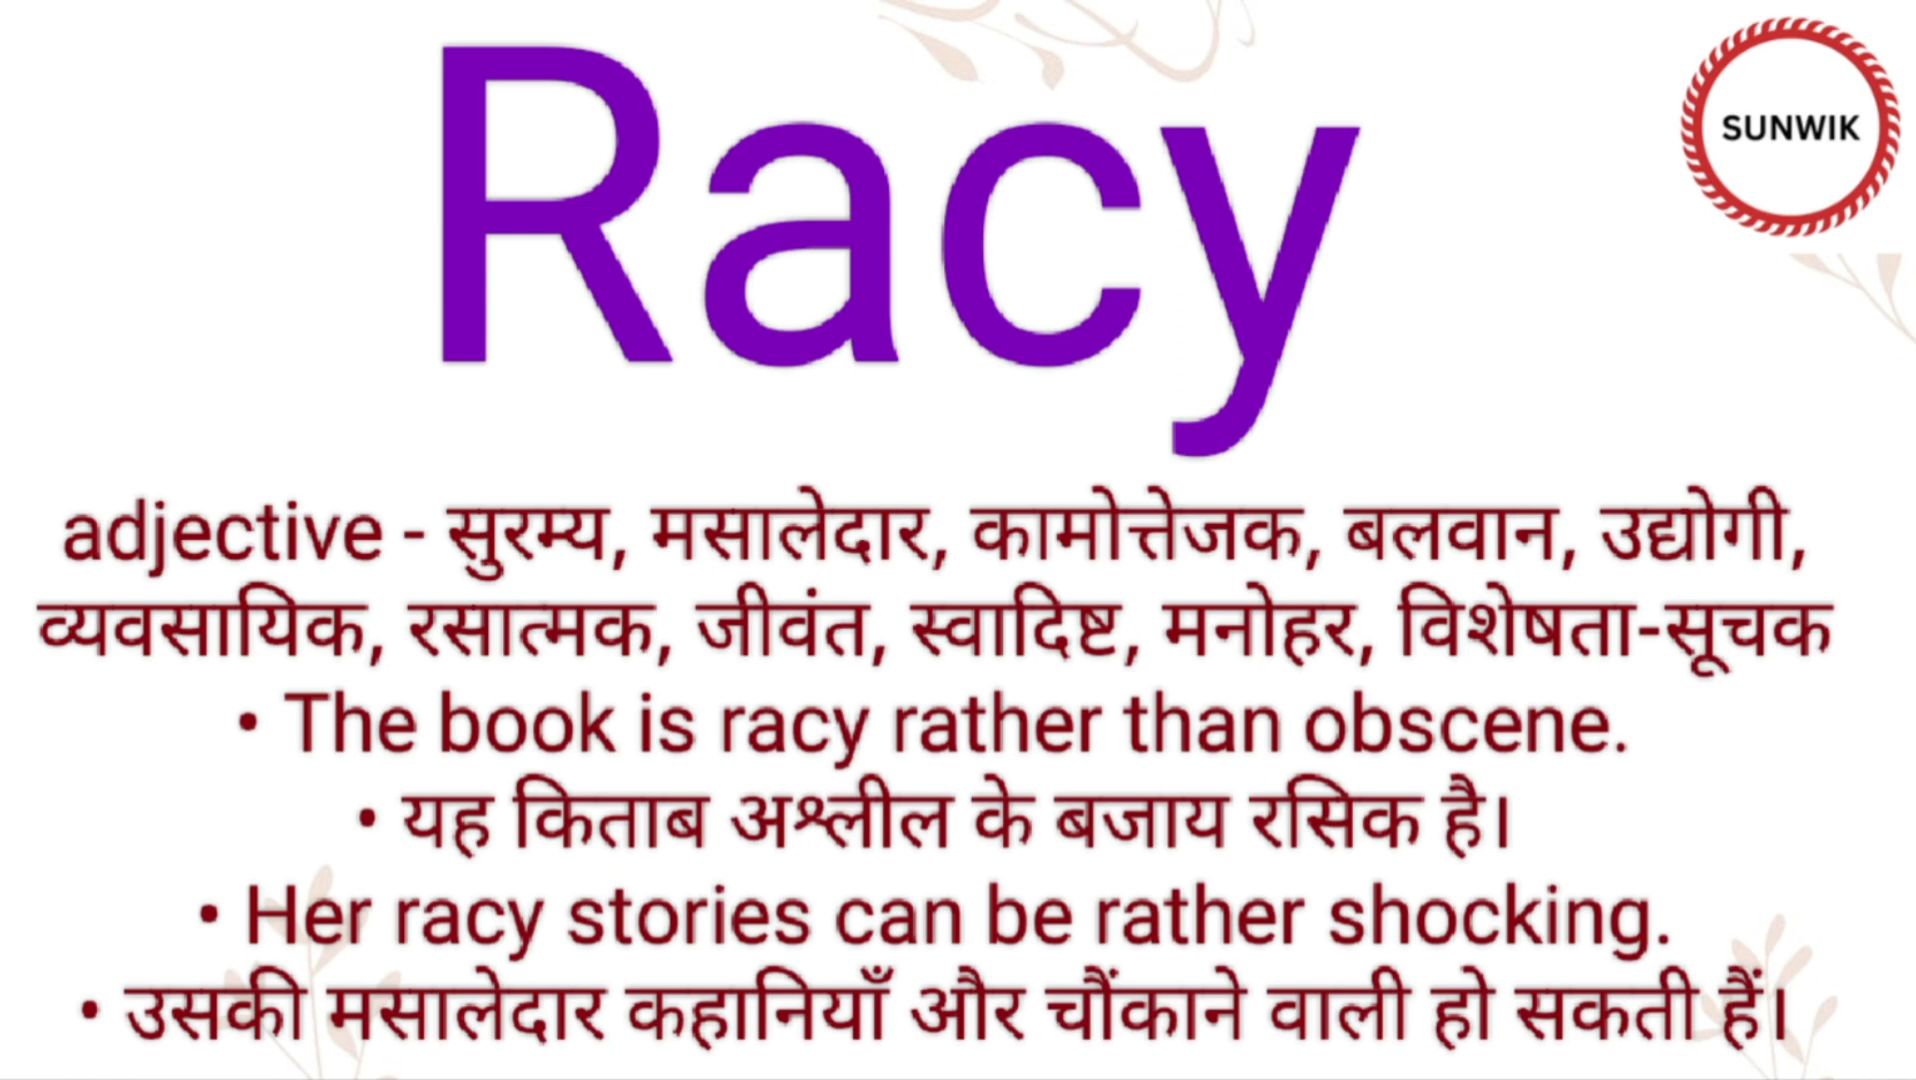 Racy
SUNWIK
adjective - सुरम्य, मसालेदार, कामोत्तेजक, बलवान, उद्योगी,
व्यवसायिक, रसात्मक, जीवंत, स्वादिष्ट, मनोहर, विशेषता-सूचक
• The book is racy rather than obscene.
• यह किताब अश्लील के बजाय रसिक है।
• Her racy stories can be rather shocking.
• उसकी मसालेदार कहानियाँ और चौंकाने वाली हो सकती हैं।